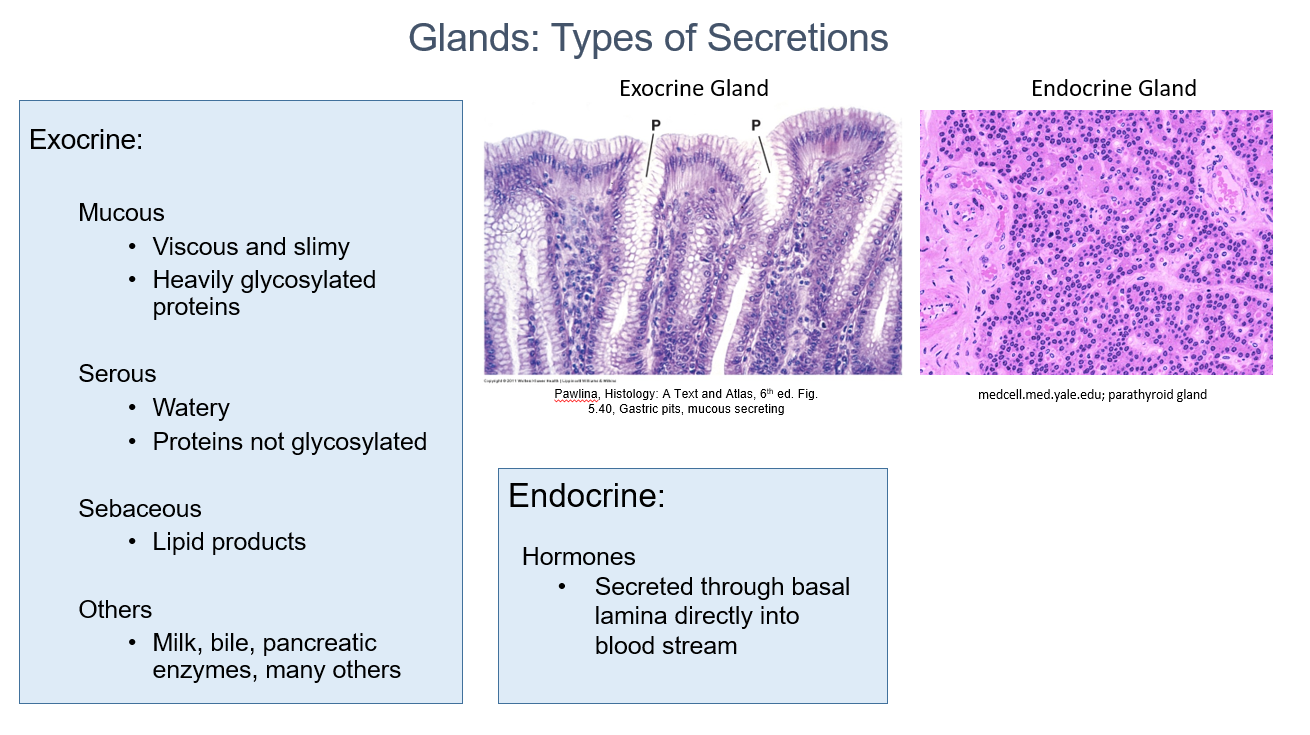 Glands: Types of Secretions
Exocrine:
Mucous
• Viscous and slimy
• Heavily glycosylated
proteins
Serous
• Watery
• Proteins not glycosylated
Sebaceous
• Lipid products
Others
• Milk, bile, pancreatic
enzymes, many others
Exocrine Gland
P P
Copyright © 2011 Wolters Kluwer Health | Lippincott Williams & Wilkins
Pawlina, Histology: A Text and Atlas, 6th ed. Fig.
5.40, Gastric pits, mucous secreting
Endocrine Gland
medcell.med.yale.edu; parathyroid gland
Endocrine:
Hormones
• Secreted through basal
lamina directly into
blood stream